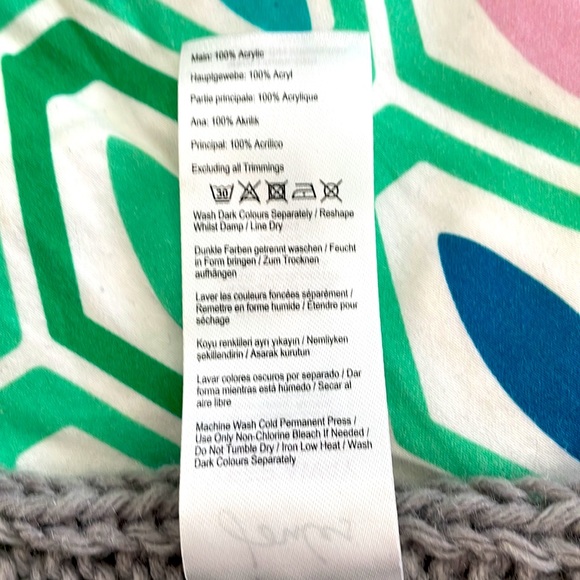 Main: 100% Acrylic
Hauptgewebe: 100% Acryl
Partie principale: 100% Acrylique
Ana: 100% Akrilik
Principal: 100% Acrílico
Excluding all Trimmings
30
Wash Dark Colours Separately / Reshape
Whilst Damp / Line Dry
Dunkle Farben getrennt waschen / Feucht
in Form bringen / Zum Trocknen
aufhängen
Laver les couleurs foncées séparément /
Remettre en forme humide / Étendre pour
séchage
Koyu renklileri ayrı yıkayın / Nemliyken
şekillendirin / Asarak kurutun
Lavar colores oscuros por separado / Dar
forma mientras está húmedo / Secar al
aire libre
Machine Wash Cold Permanent Press /
Use Only Non-Chlorine Bleach If Needed /
Do Not Tumble Dry / Iron Low Heat / Wash
Dark Colours Separately